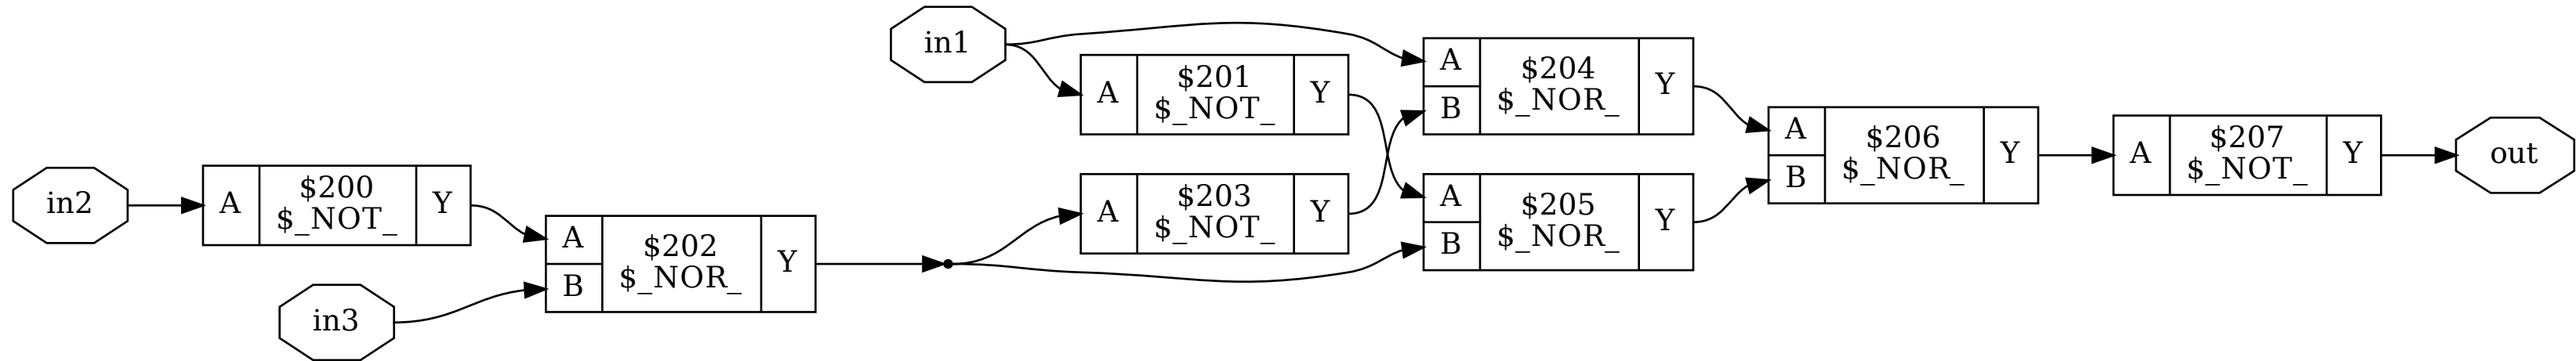 in1
A
$201
$_NOT_
Y
A
B
$204
$_NOR_
Y
in2
A
$200
$_NOT_
Y
A
B
$202
$_NOR_
Y
in3
A
$203
$_NOT_
Y
A
B
$205
$_NOR_
Y
A
B
$206
$_NOR_
Y
A
$207
$_NOT_
Y
out